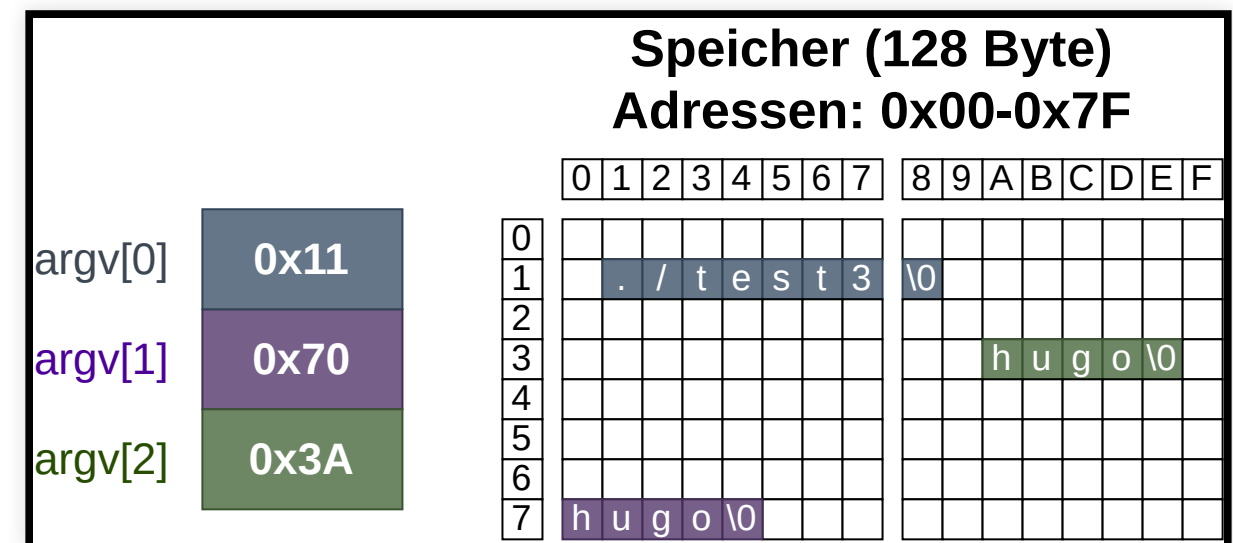 Speicher (128 Byte)
Adressen: 0x00-0x7F
0 1 2 3 4 5 6 7 8 9 A B C D E F
argv[0] 0x11
argv[1] 0x70
argv[2] 0x3A
0
1 . / t e s t 3 \0
2
3 h u g o \0
4
5
6
7 h u g o \0